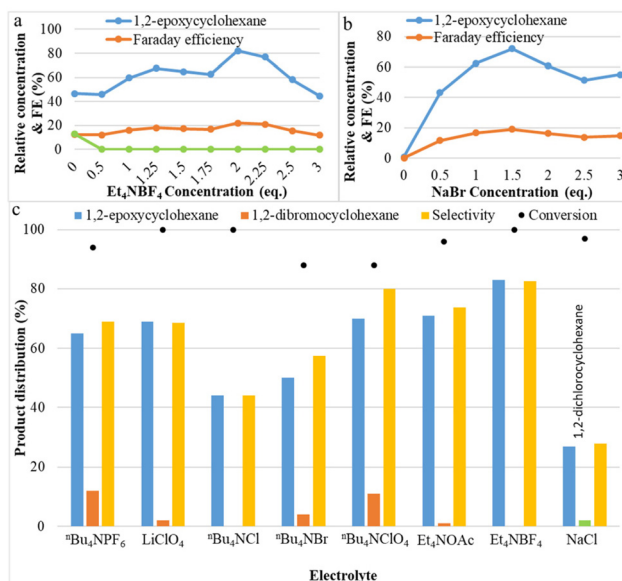 a
1,2-epoxycyclohexane
Faraday efficiency
Relative concentration
& FE (%)
100
80
60
40
20
0
0
0.5
1
1.25
1.5
1.75
2
2.25
2.5
3
Et₄NBF₄ Concentration (eq.)
b
1,2-epoxycyclohexane
Faraday efficiency
Relative concentration
& FE (%)
80
60
40
20
0
0 0.5 1 1.5 2 2.5 3
NaBr Concentration (eq.)
c
1,2-epoxycyclohexane 1,2-dibromocyclohexane Selectivity Conversion
Product distribution (%)
100
80
60
40
20
0
1,2-dichlorocyclohexane
ⁿBu₄NPF₆ LiClO₄ ⁿBu₄NCl ⁿBu₄NBr ⁿBu₄NClO₄ Et₄NOAc Et₄NBF₄ NaCl
Electrolyte